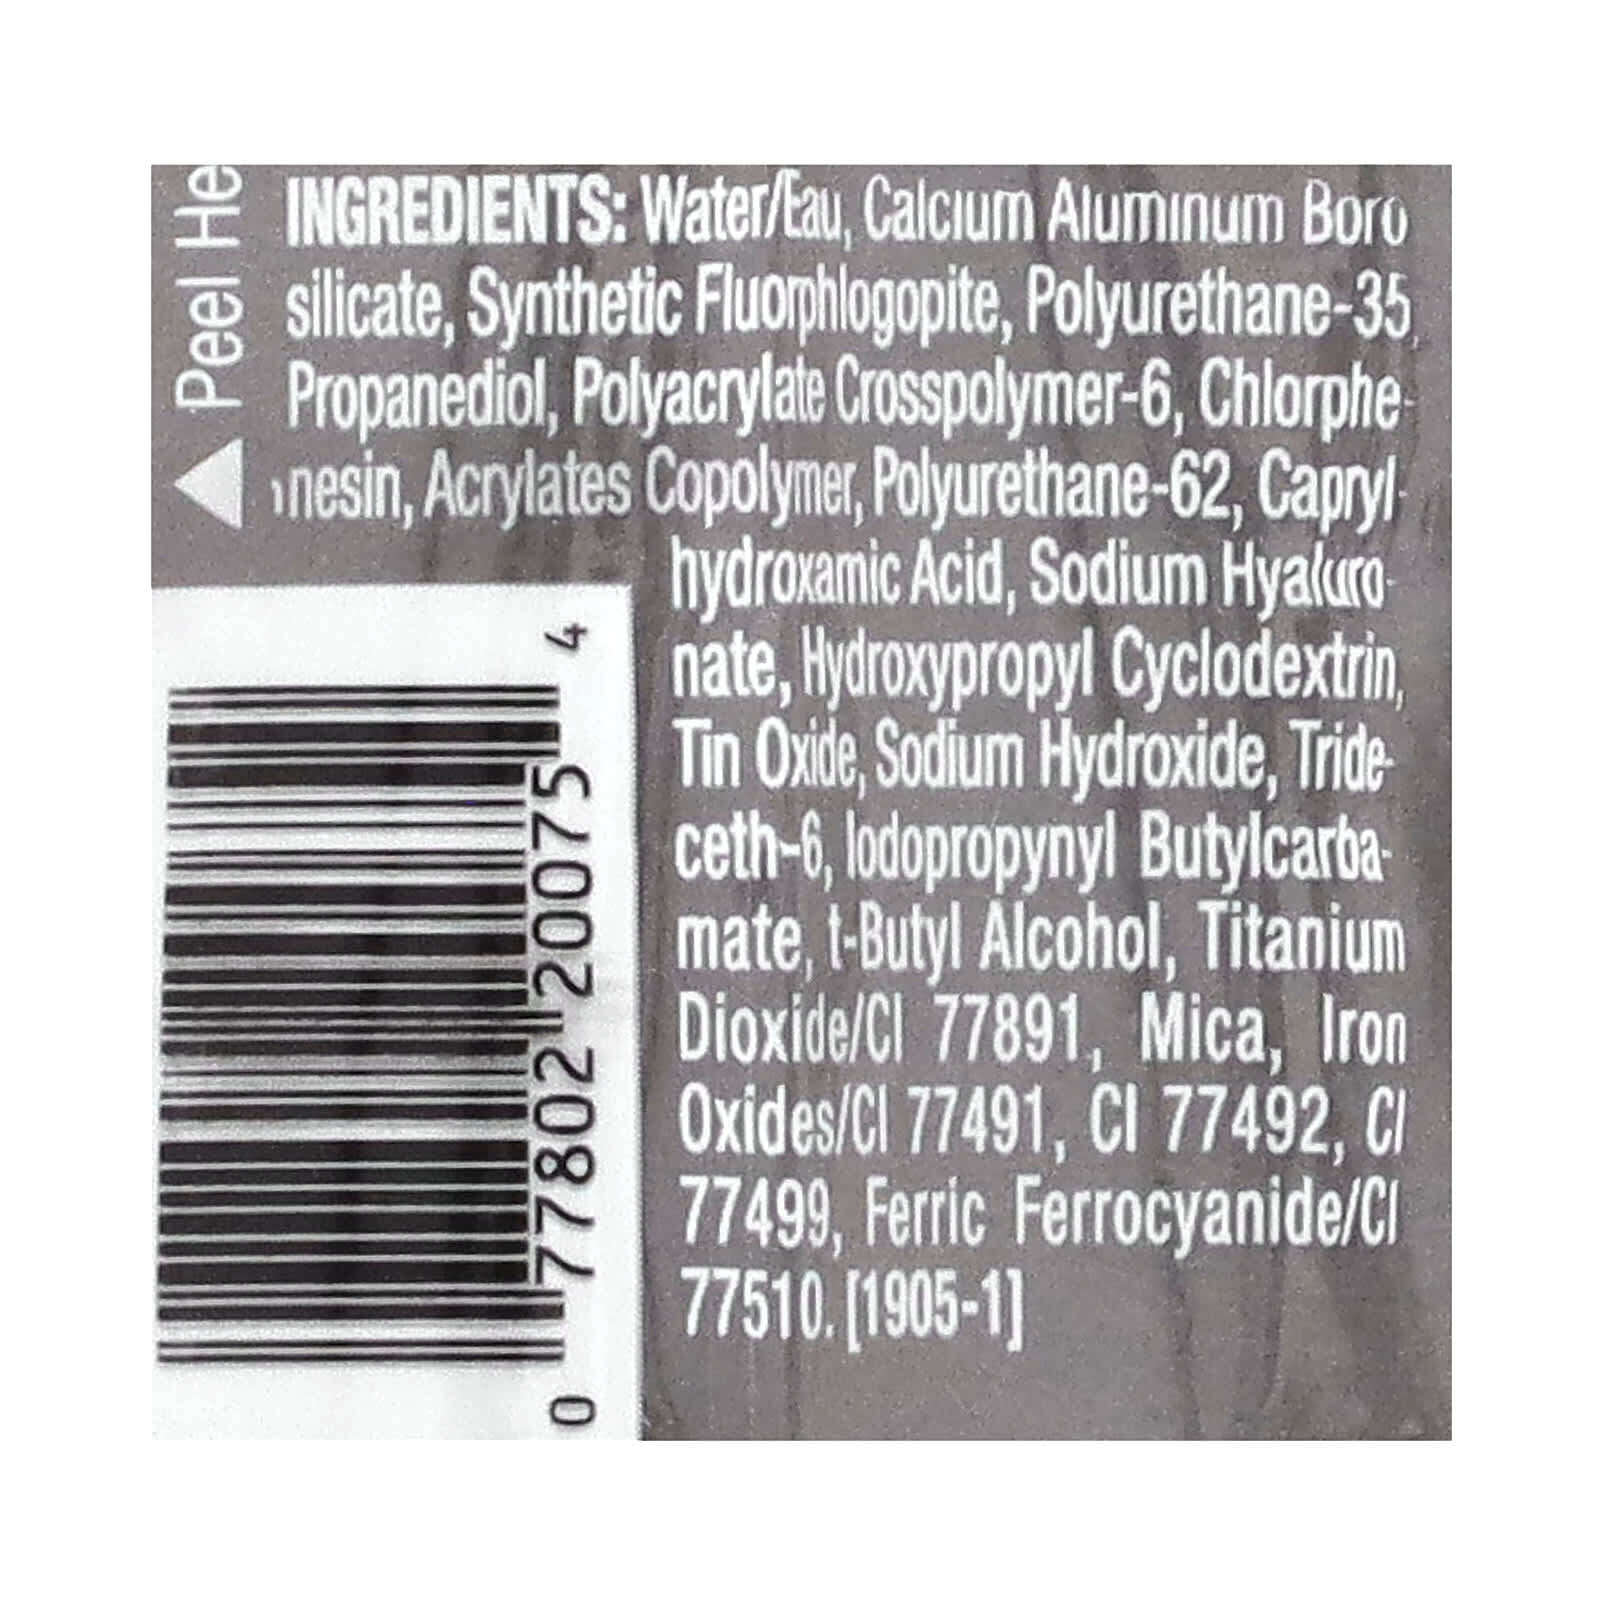 Peel He
INGREDIENTS: Water/Eau, Calcium Aluminum Boro
silicate, Synthetic Fluorphlogopite, Polyurethane-35,
Propanediol, Polyacrylate Crosspolymer-6, Chlorphe-
nesin, Acrylates Copolymer, Polyurethane-62, Capryl-
hydroxamic Acid, Sodium Hyaluro-
nate, Hydroxypropyl Cyclodextrin,
Tin Oxide, Sodium Hydroxide, Tride-
ceth-6, Iodopropynyl Butylcarba-
mate, t-Butyl Alcohol, Titanium
Dioxide/CI 77891, Mica, Iron
Oxides/CI 77491, CI 77492, CI
77499, Ferric Ferrocyanide/CI
77510. [1905-1]
0 77802 20075 4